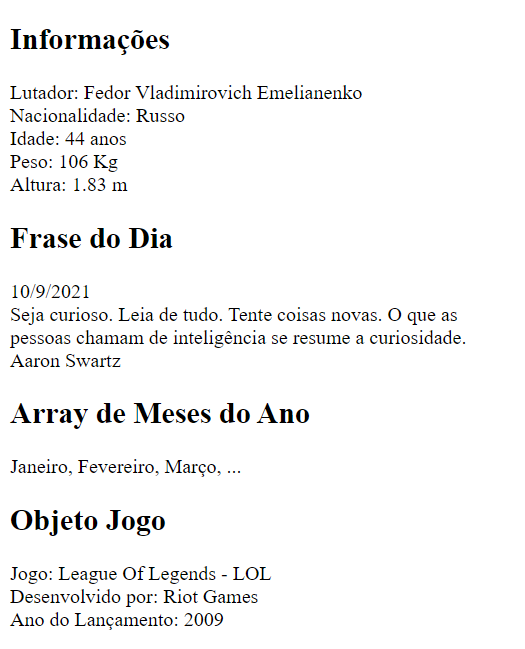 Informações
Lutador: Fedor Vladimirovich Emelianenko
Nacionalidade: Russo
Idade: 44 anos
Peso: 106 Kg
Altura: 1.83 m
Frase do Dia
10/9/2021
Seja curioso. Leia de tudo. Tente coisas novas. O que as
pessoas chamam de inteligência se resume a curiosidade.
Aaron Swartz
Array de Meses do Ano
Janeiro, Fevereiro, Março, ...
Objeto Jogo
Jogo: League Of Legends - LOL
Desenvolvido por: Riot Games
Ano do Lançamento: 2009